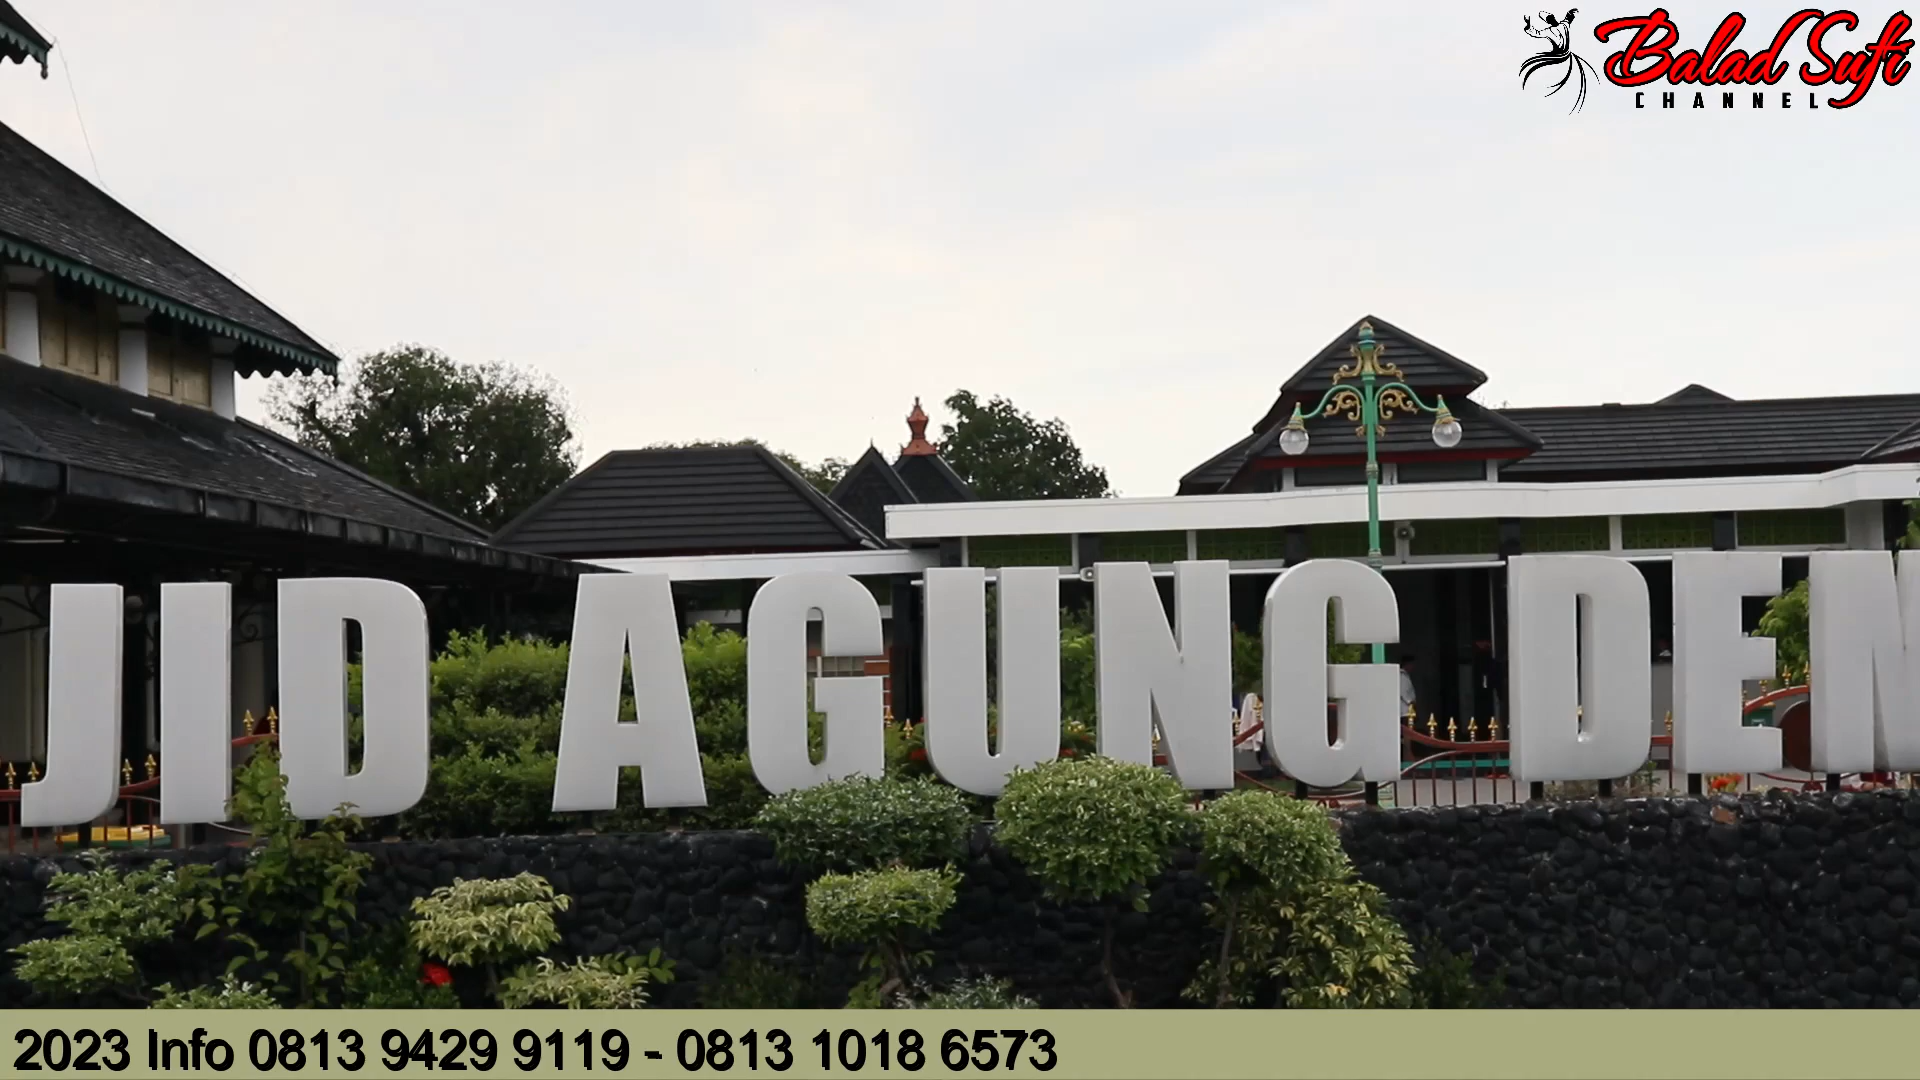 Balad Sufi
CHANNEL
JID AGUNG DEM
2023 Info 0813 9429 9119 - 0813 1018 6573